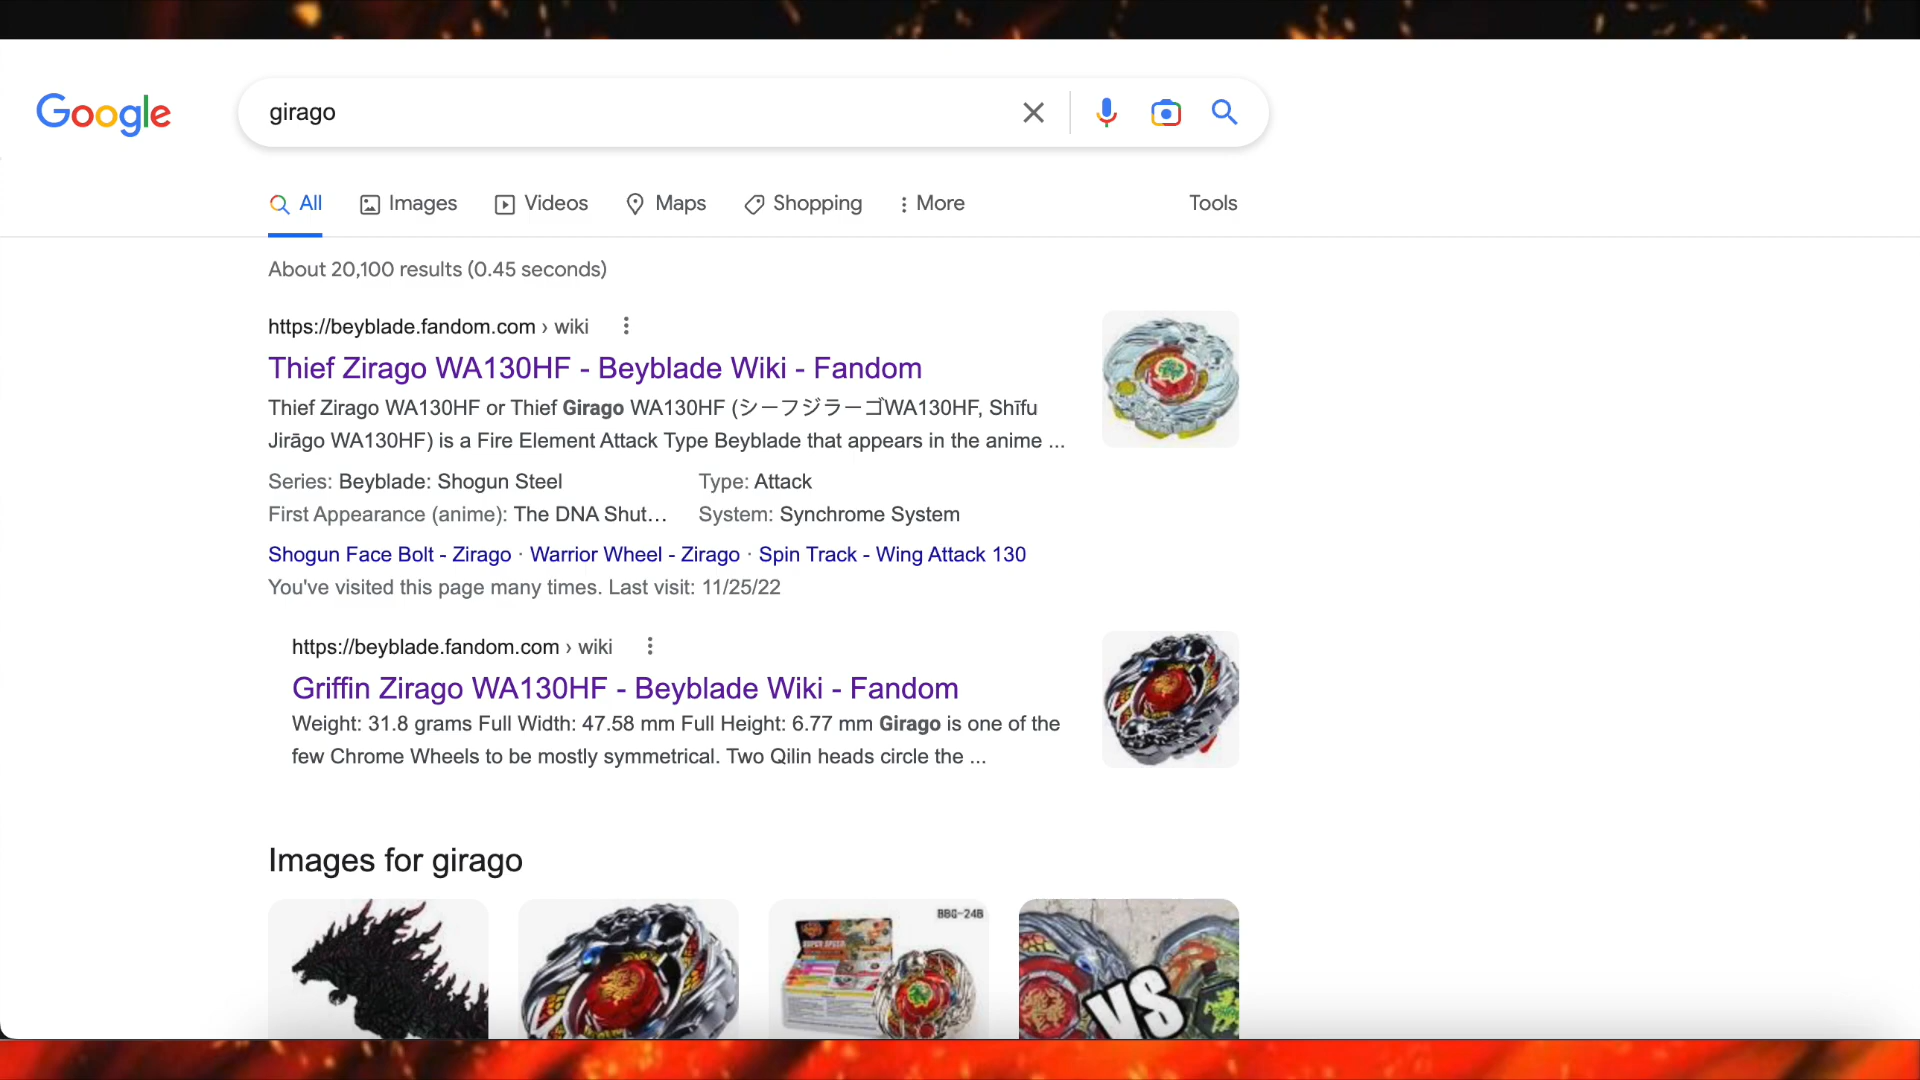 Google
girago
All
Images
Videos
Maps
Shopping
More
Tools
About 20,100 results (0.45 seconds)
https://beyblade.fandom.com › wiki
Thief Zirago WA130HF - Beyblade Wiki - Fandom
Thief Zirago WA130HF or Thief Girago WA130HF (シーフジラーゴWA130HF, Shīfu
Jirāgo WA130HF) is a Fire Element Attack Type Beyblade that appears in the anime ...
Series: Beyblade: Shogun Steel
Type: Attack
First Appearance (anime): The DNA Shut...
System: Synchrome System
Shogun Face Bolt - Zirago · Warrior Wheel - Zirago · Spin Track - Wing Attack 130
You've visited this page many times. Last visit: 11/25/22
https://beyblade.fandom.com › wiki
Griffin Zirago WA130HF - Beyblade Wiki - Fandom
Weight: 31.8 grams Full Width: 47.58 mm Full Height: 6.77 mm Girago is one of the
few Chrome Wheels to be mostly symmetrical. Two Qilin heads circle the ...
Images for girago
BBG-24B
SUPER SPEED
VS